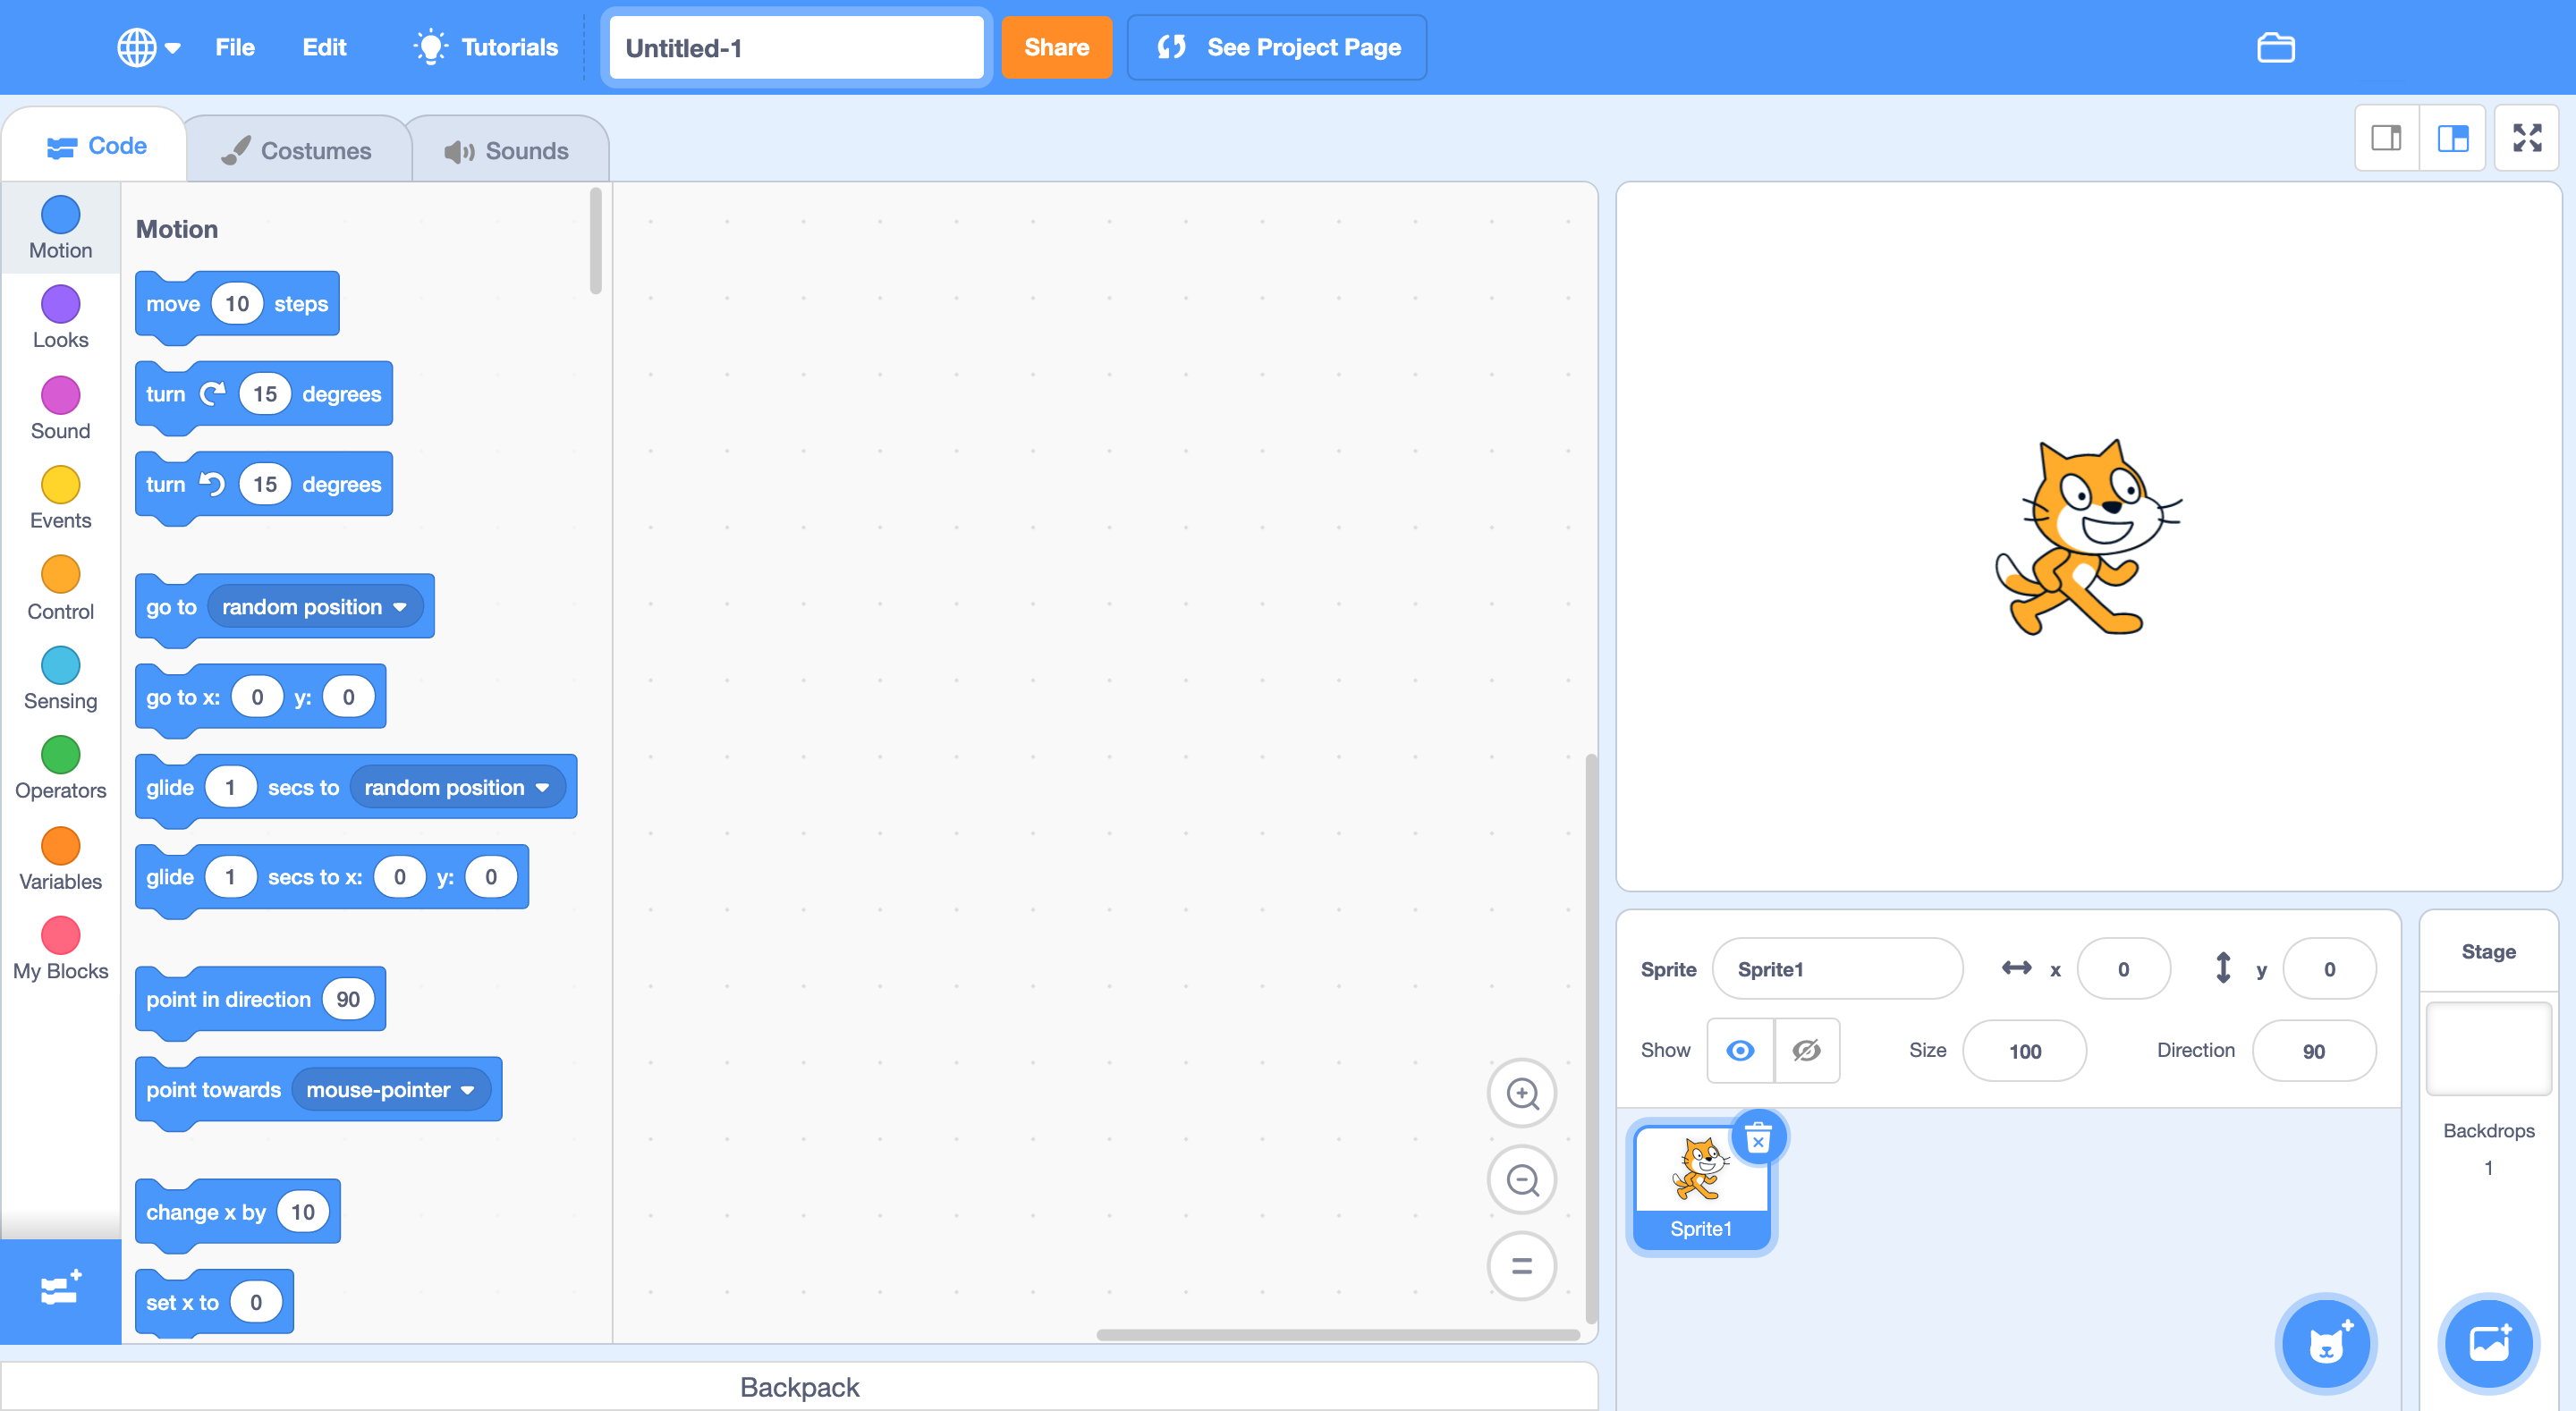 File Edit Tutorials Untitled-1 Share See Project Page
Code Costumes Sounds
Motion
Looks
Sound
Events
Control
Sensing
Operators
Variables
My Blocks
Motion
move 10 steps
turn 15 degrees
turn 15 degrees
go to random position
go to x: 0 y: 0
glide 1 secs to random position
glide 1 secs to x: 0 y: 0
point in direction 90
point towards mouse-pointer
change x by 10
set x to 0
Backpack
Sprite Sprite1 x 0 y 0
Show Size 100 Direction 90
Sprite1
Stage
Backdrops
1